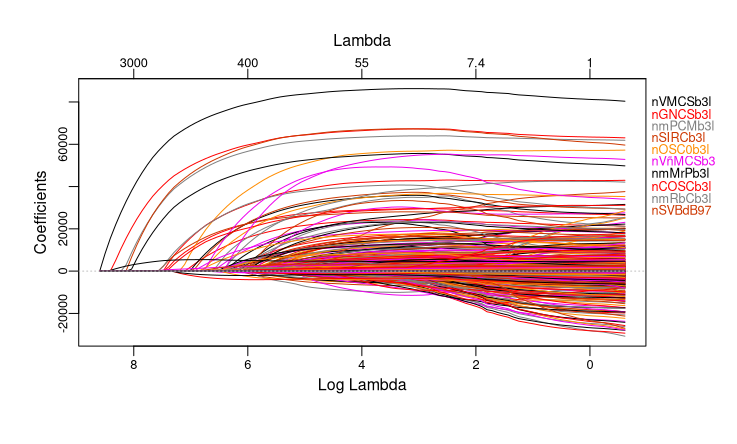 Lambda
3000 400 55 7.4 1
Coefficients
60000
20000
0
-20000
nVMCSb3l
nGNCSb3l
nmPCMb3l
nSIRCb3l
nOSC0b3l
nVñMCSb3
nmMrPb3l
nCOSCb3l
nmRbCb3l
nSVBdB97
8 6 4 2 0
Log Lambda